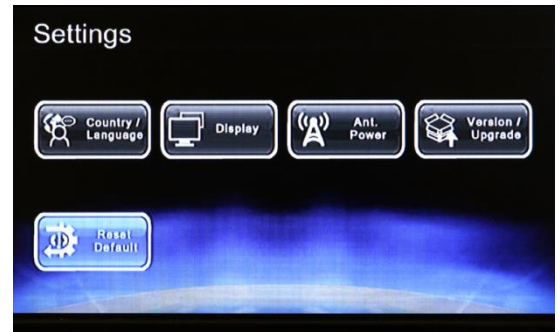 Settings
Country /
Language
Display
Ant.
Power
Version /
Upgrade
Reset
Default